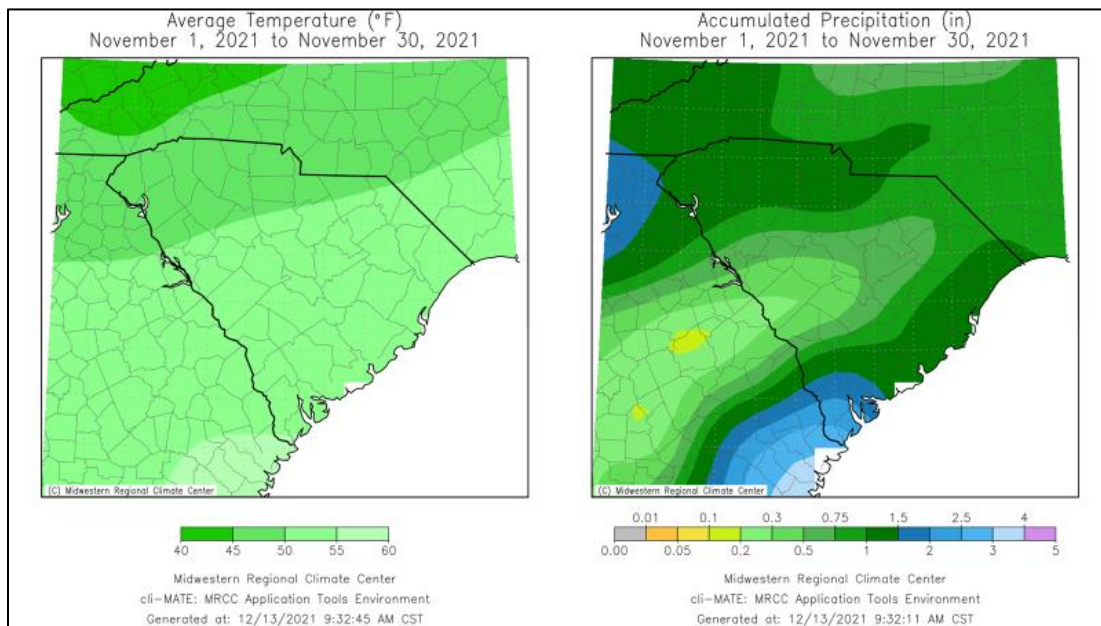 Average Temperature (°F)
November 1, 2021 to November 30, 2021
(C) Midwestern Regional Climate Center
40 45 50 55 60
Midwestern Regional Climate Center
cli-MATE: MRCC Application Tools Environment
Generated at: 12/13/2021 9:32:45 AM CST
Accumulated Precipitation (in)
November 1, 2021 to November 30, 2021
(C) Midwestern Regional Climate Center
0.01 0.1 0.3 0.75 1.5 2.5 4
0.00 0.05 0.2 0.5 1 2 3 5
Midwestern Regional Climate Center
cli-MATE: MRCC Application Tools Environment
Generated at: 12/13/2021 9:32:11 AM CST